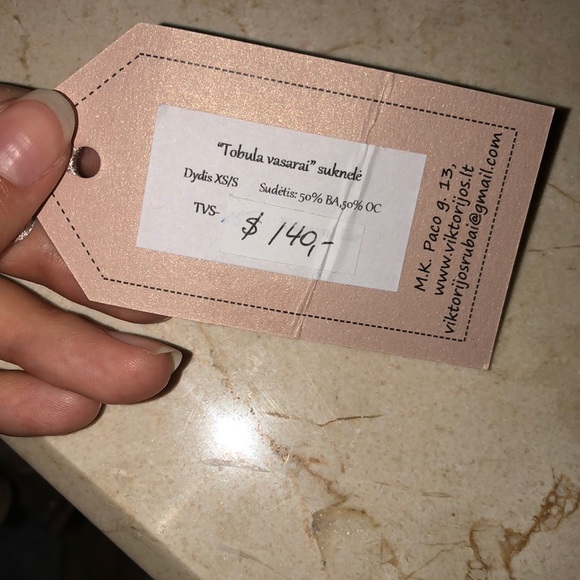 “Tobula vasarai” suknelė
Dydis XS/S
Sudėtis: 50% BA,50% OC
TVS-
$ 140,-
M.K. Paco g. 13,
www.viktorijos.lt
viktorijosrubai@gmail.com